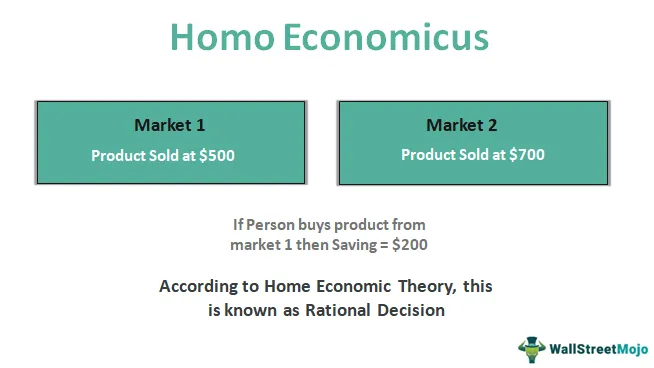 Homo Economicus
Market 1
Product Sold at $500
Market 2
Product Sold at $700
If Person buys product from
market 1 then Saving = $200
According to Home Economic Theory, this
is known as Rational Decision
WallStreetMojo